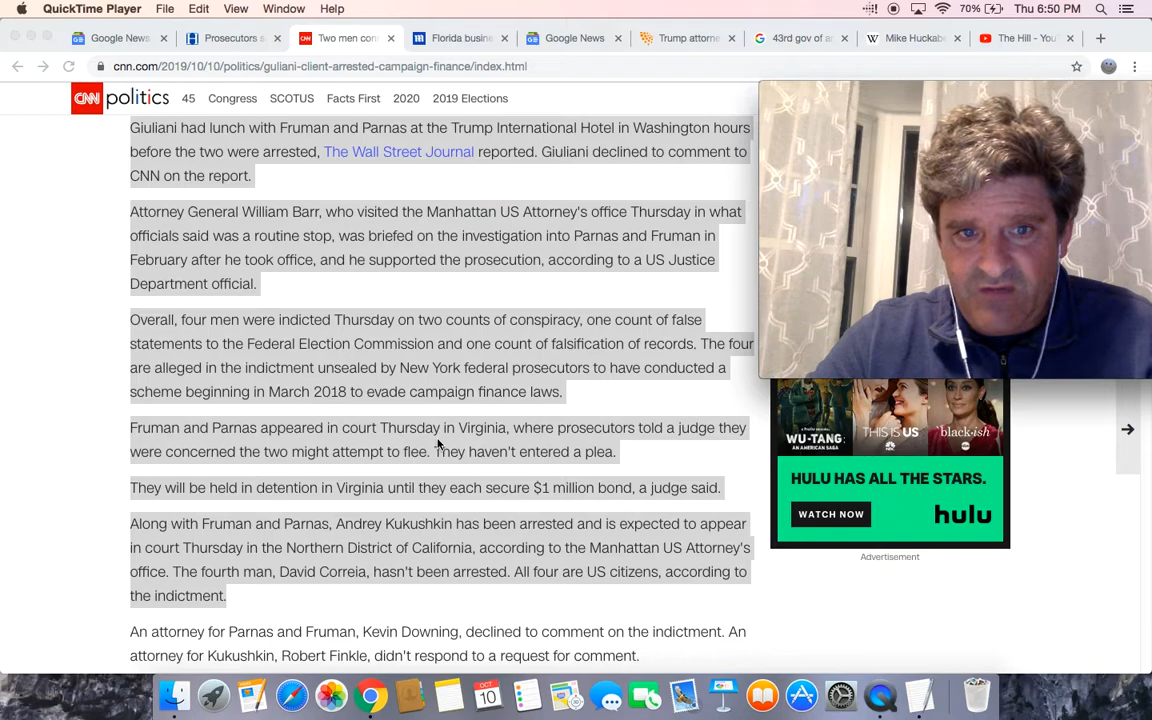 QuickTime Player File Edit View Window Help 70% Thu 6:50 PM
Google News Prosecutors s Two men con Florida busine Google News Trump attorne 43rd gov of a Mike Huckab The Hill - You
cnn.com/2019/10/10/politics/guliani-client-arrested-campaign-finance/index.html
CNN politics 45 Congress SCOTUS Facts First 2020 2019 Elections
Giuliani had lunch with Fruman and Parnas at the Trump International Hotel in Washington hours
before the two were arrested, The Wall Street Journal reported. Giuliani declined to comment to
CNN on the report.
Attorney General William Barr, who visited the Manhattan US Attorney's office Thursday in what
officials said was a routine stop, was briefed on the investigation into Parnas and Fruman in
February after he took office, and he supported the prosecution, according to a US Justice
Department official.
Overall, four men were indicted Thursday on two counts of conspiracy, one count of false
statements to the Federal Election Commission and one count of falsification of records. The four
are alleged in the indictment unsealed by New York federal prosecutors to have conducted a
scheme beginning in March 2018 to evade campaign finance laws.
Fruman and Parnas appeared in court Thursday in Virginia, where prosecutors told a judge they
were concerned the two might attempt to flee. They haven't entered a plea.
They will be held in detention in Virginia until they each secure $1 million bond, a judge said.
Along with Fruman and Parnas, Andrey Kukushkin has been arrested and is expected to appear
in court Thursday in the Northern District of California, according to the Manhattan US Attorney's
office. The fourth man, David Correia, hasn't been arrested. All four are US citizens, according to
the indictment.
An attorney for Parnas and Fruman, Kevin Downing, declined to comment on the indictment. An
attorney for Kukushkin, Robert Finkle, didn't respond to a request for comment.
WU-TANG
AN AMERICAN SAGA
THIS IS US
black-ish
HULU HAS ALL OF THE SEASONS.
WATCH NOW
hulu
Advertisement
OCT
10